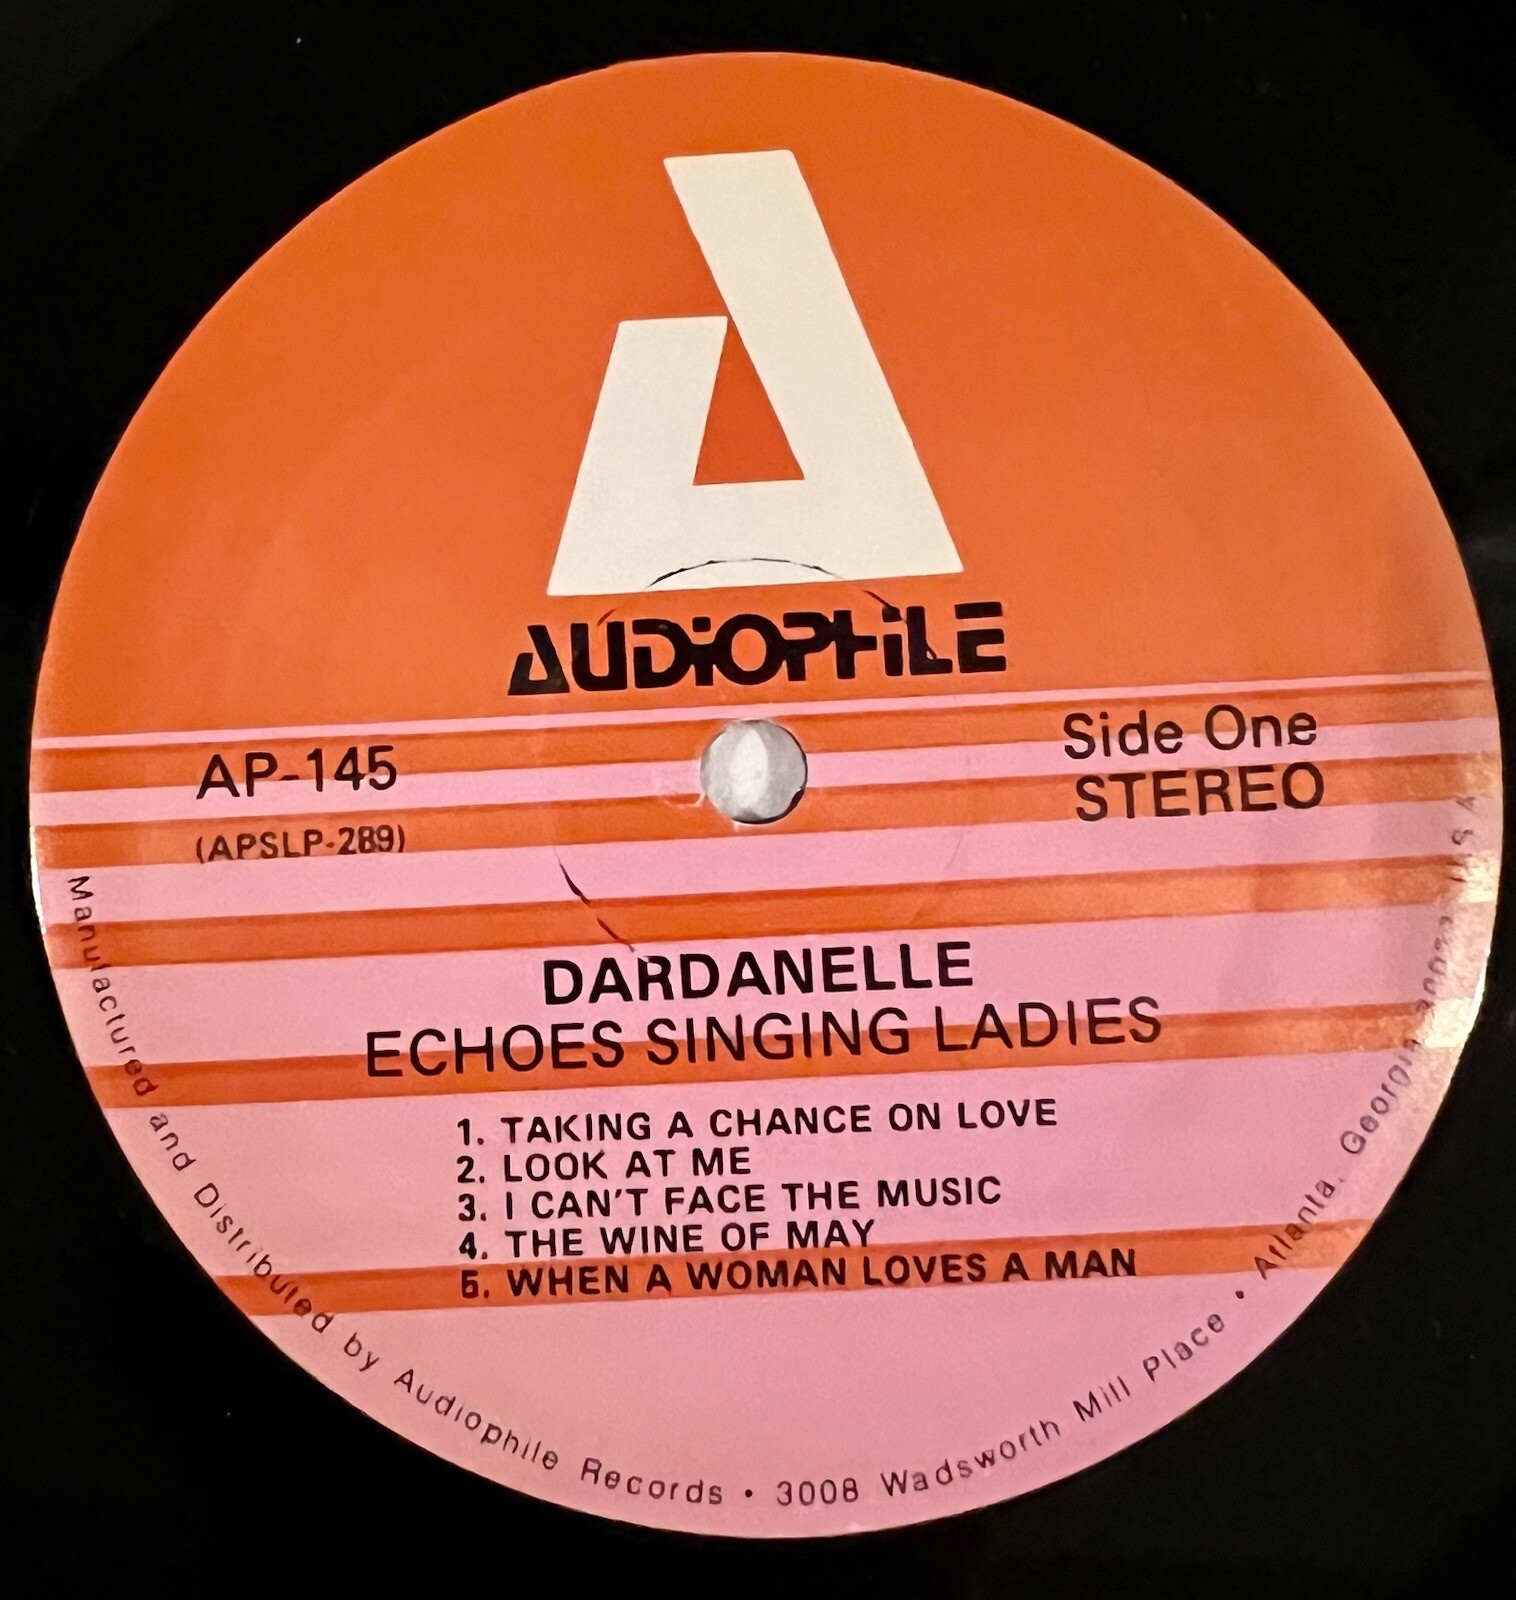 AUDiOPHiLE
AP-145
(APSLP-289)
Side One
STEREO
DARDANELLE
ECHOES SINGING LADIES
1. TAKING A CHANCE ON LOVE
2. LOOK AT ME
3. I CAN'T FACE THE MUSIC
4. THE WINE OF MAY
5. WHEN A WOMAN LOVES A MAN
Manufactured and Distributed by Audiophile Records • 3008 Wadsworth Mill Place • Atlanta, Georgia 30032 USA